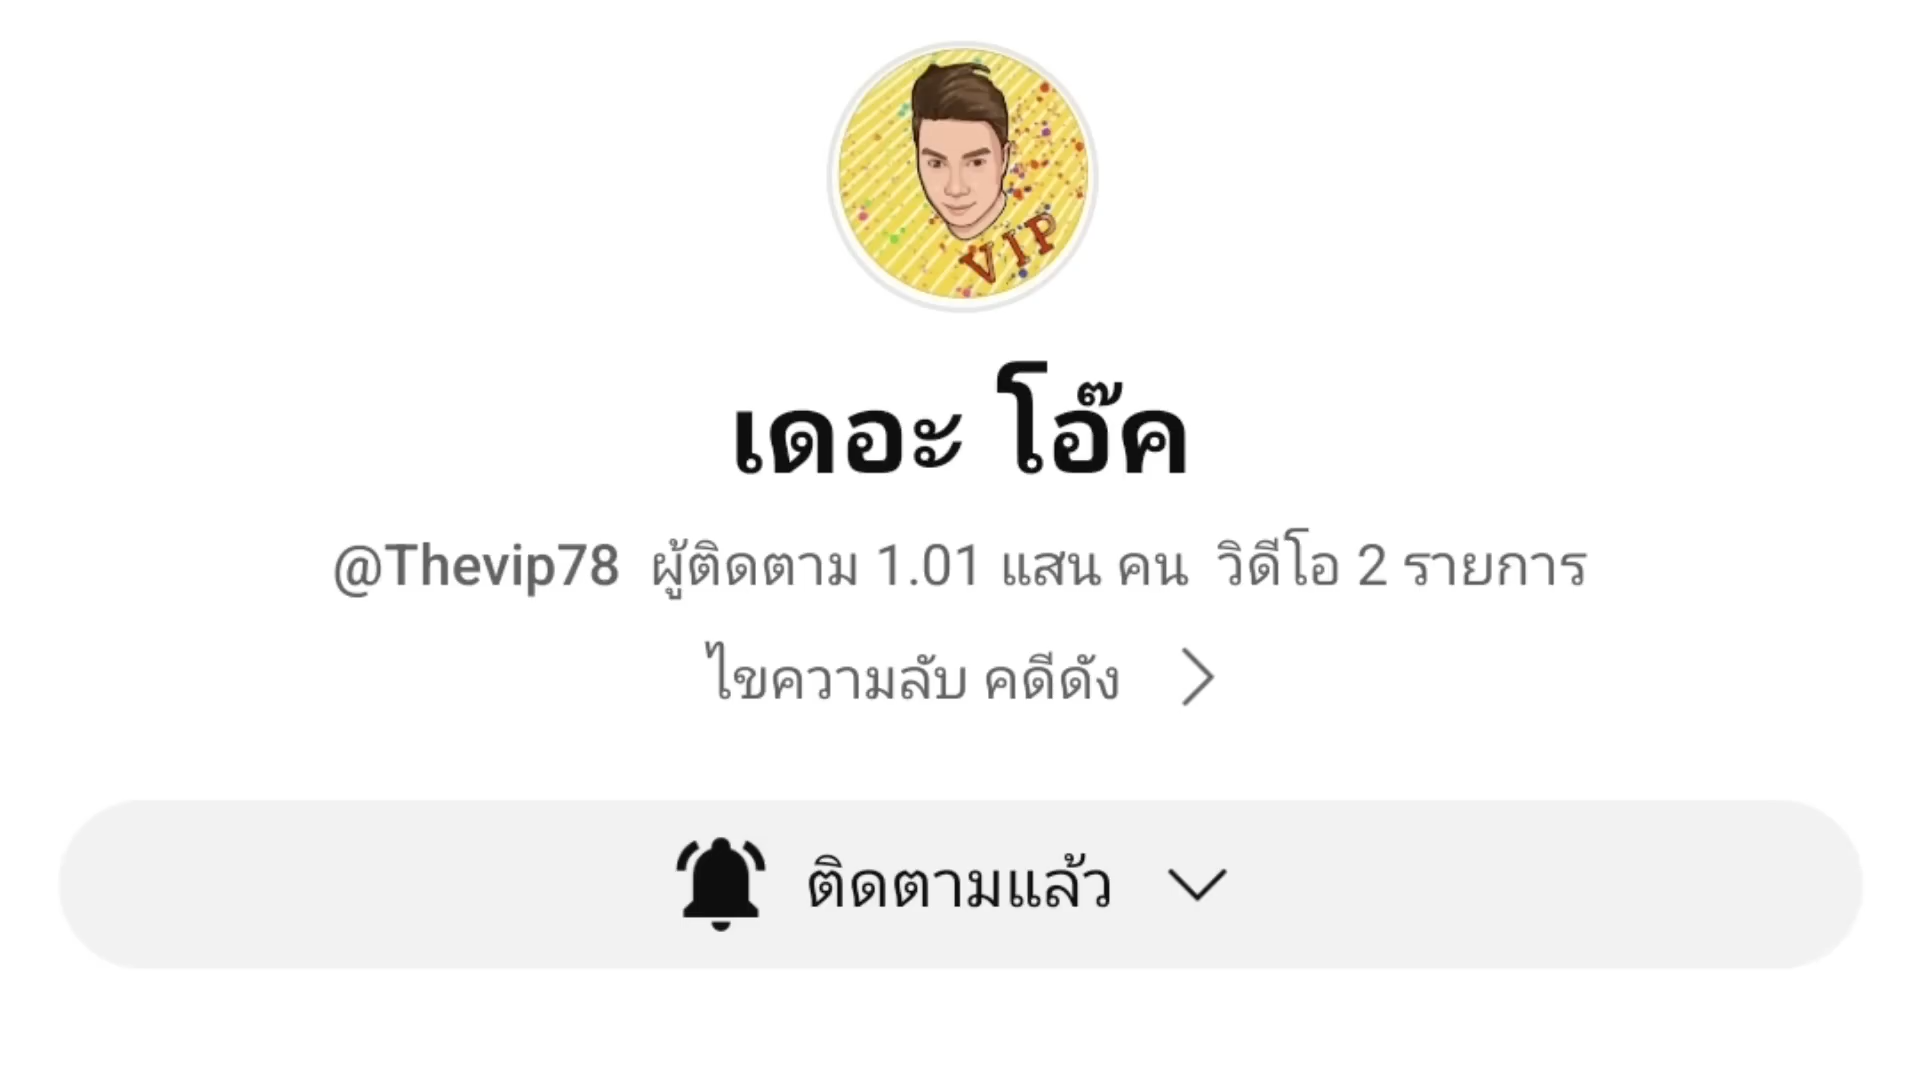 VIP
เดอะ โอ๊ค
@Thevip78 ผู้ติดตาม 1.01 แสน คน วิดีโอ 2 รายการ
ไขความลับ คดีดัง
ติดตามแล้ว